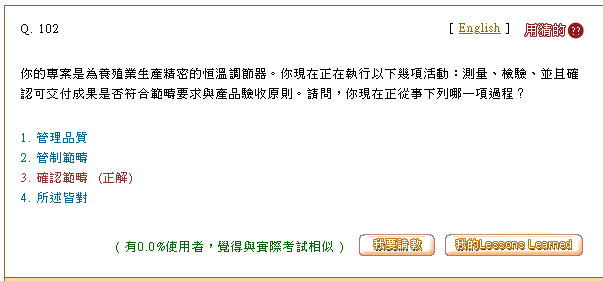 Q. 102
[ English ] 用猜的 ??
你的專案是為養殖業生產精密的恒溫調節器。你現在正在執行以下幾項活動：測量、檢驗、並且確
認可交付成果是否符合範疇要求與產品驗收原則。請問，你現在正從事下列哪一項過程？
1. 管理品質
2. 管制範疇
3. 確認範疇 (正解)
4. 所述皆對
( 有0.0%使用者，覺得與實際考試相似 ) 我要請教 我的Lessons Learned